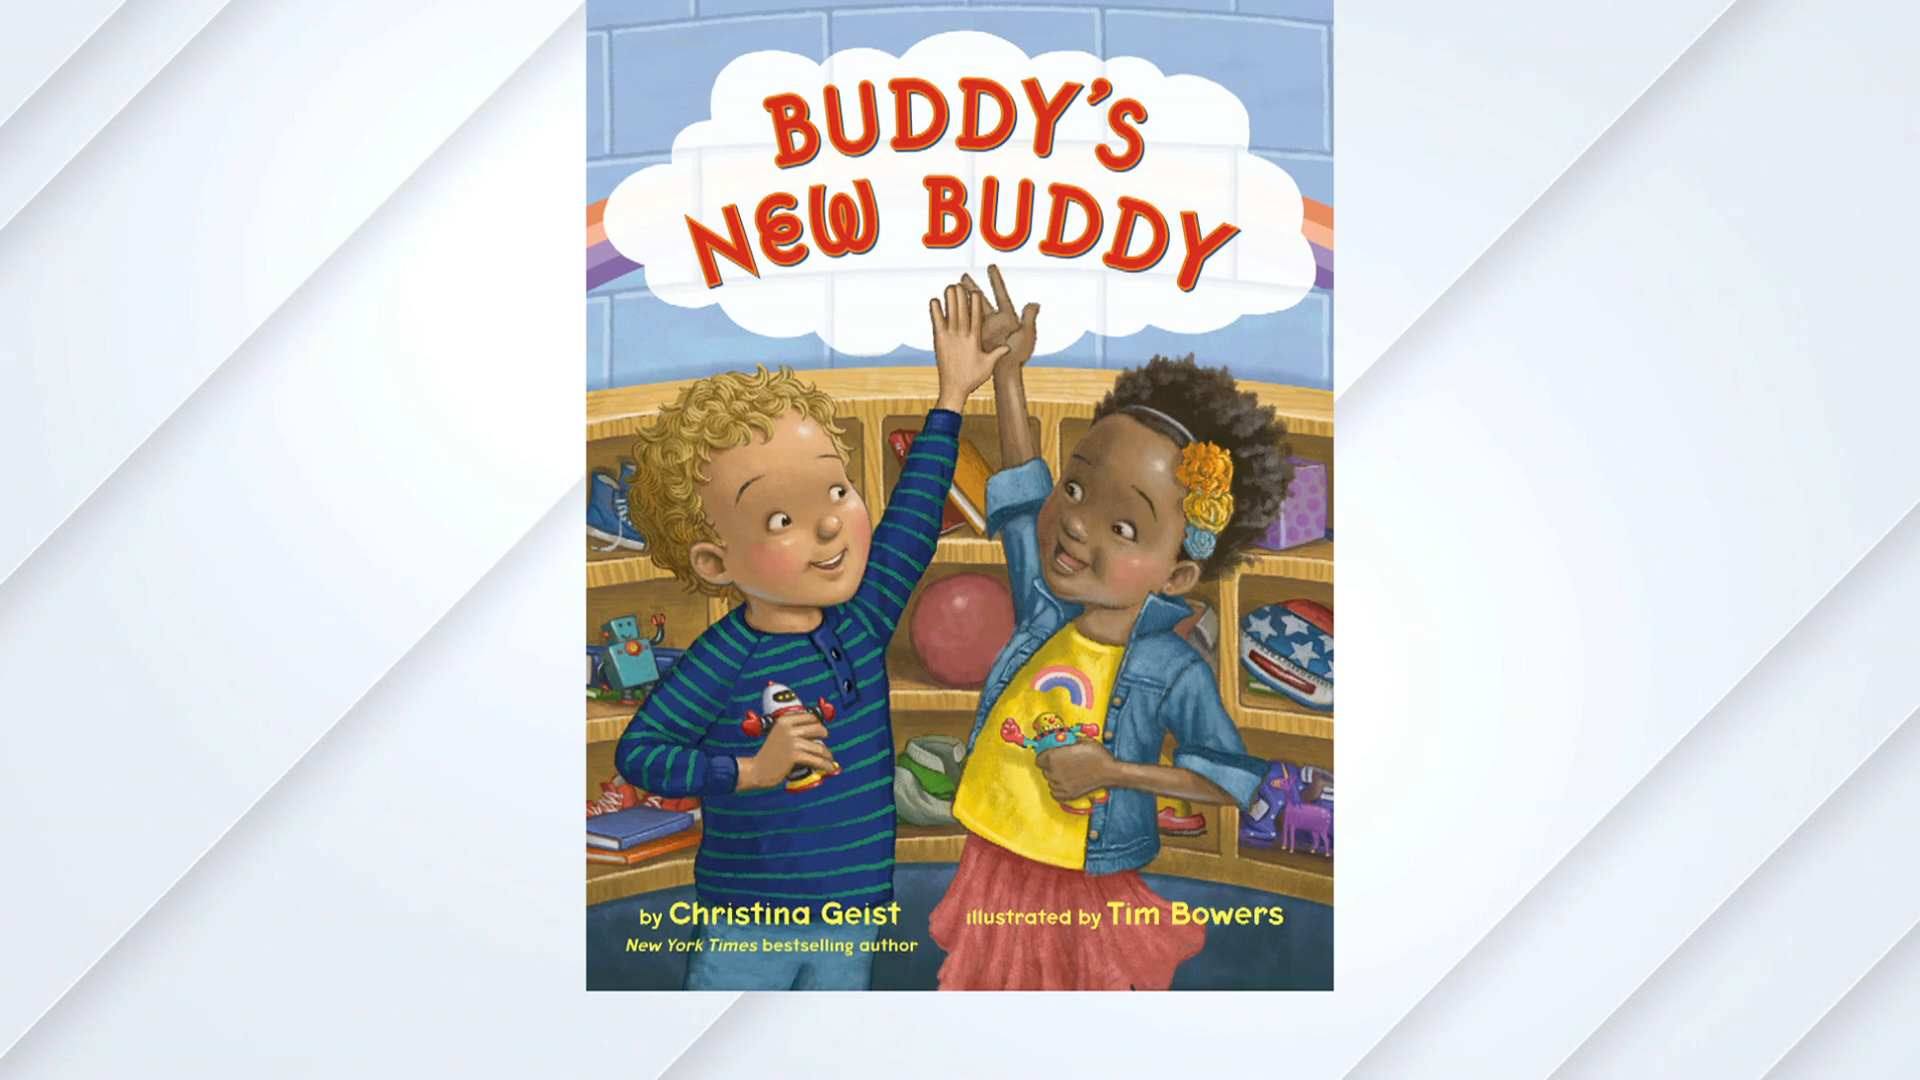 BUDDY'S
NEW BUDDY
by Christina Geist
New York Times bestselling author
illustrated by Tim Bowers